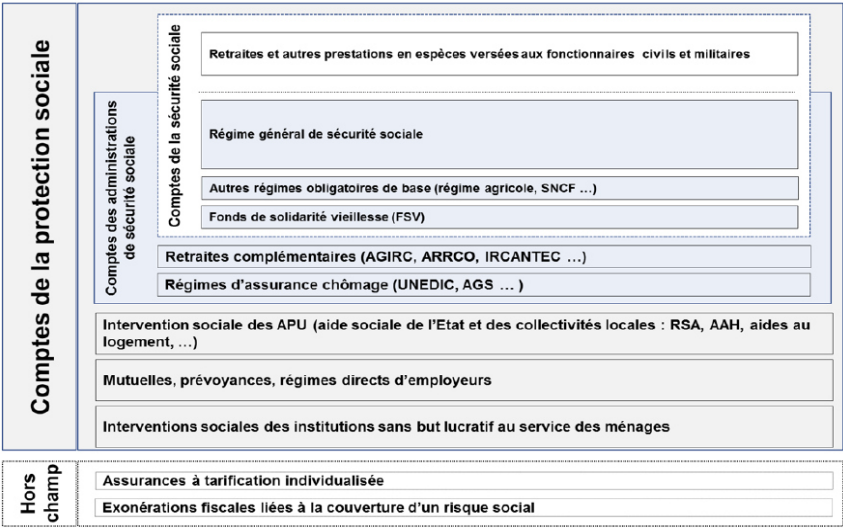 Comptes de la protection sociale
Comptes des administrations
de sécurité sociale
Comptes de la sécurité sociale
Retraites et autres prestations en espèces versées aux fonctionnaires civils et militaires
Régime général de sécurité sociale
Autres régimes obligatoires de base (régime agricole, SNCF ...)
Fonds de solidarité vieillesse (FSV)
Retraites complémentaires (AGIRC, ARRCO, IRCANTEC ...)
Régimes d'assurance chômage (UNEDIC, AGS ... )
Intervention sociale des APU (aide sociale de l'Etat et des collectivités locales : RSA, AAH, aides au
logement, ...)
Mutuelles, prévoyances, régimes directs d'employeurs
Interventions sociales des institutions sans but lucratif au service des ménages
Hors
champ
Assurances à tarification individualisée
Exonérations fiscales liées à la couverture d'un risque social